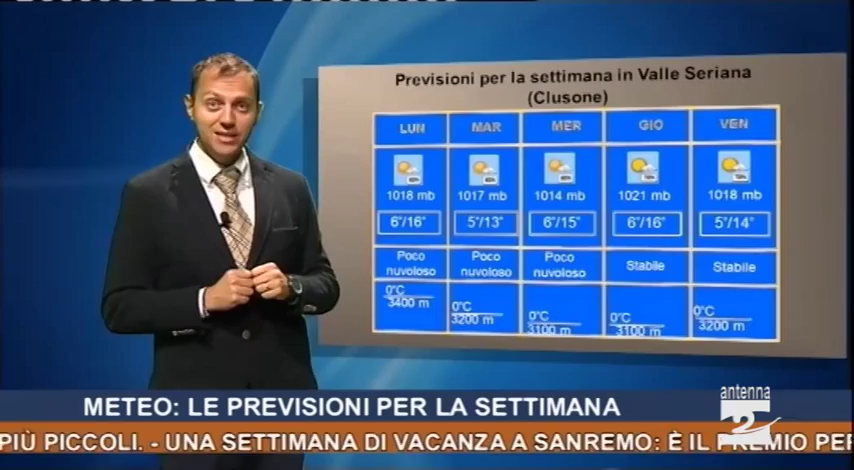 Previsioni per la settimana in Valle Seriana
(Clusone)
LUN MAR MER GIO VEN
1018 mb 1017 mb 1014 mb 1021 mb 1018 mb
6°/16° 5°/13° 6°/15° 6°/16° 5°/14°
Poco nuvoloso Poco nuvoloso Poco nuvoloso Stabile Stabile
0°C 0°C 0°C 0°C 0°C
3400 m 3200 m 3100 m 3100 m 3200 m
METEO: LE PREVISIONI PER LA SETTIMANA
antenna
2
PIÙ PICCOLI. - UNA SETTIMANA DI VACANZA A SANREMO: È IL PREMIO PER